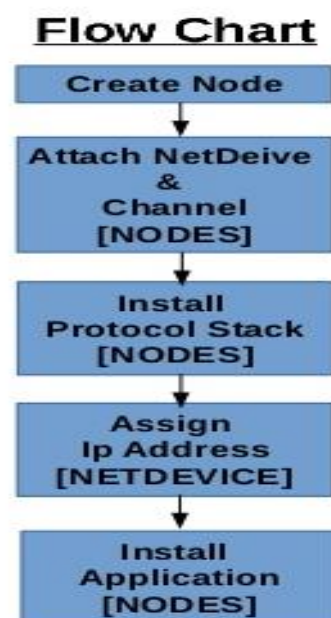 Flow Chart
Create Node
Attach NetDeive
&
Channel
[NODES]
Install
Protocol Stack
[NODES]
Assign
Ip Address
[NETDEVICE]
Install
Application
[NODES]